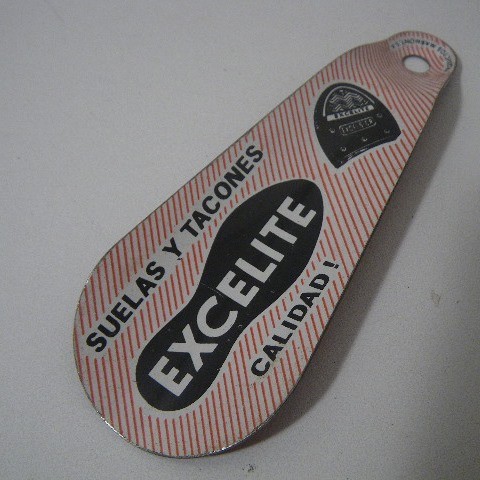 EXCELITE
SUELAS Y TACONES
EXCELITE
CALIDAD!